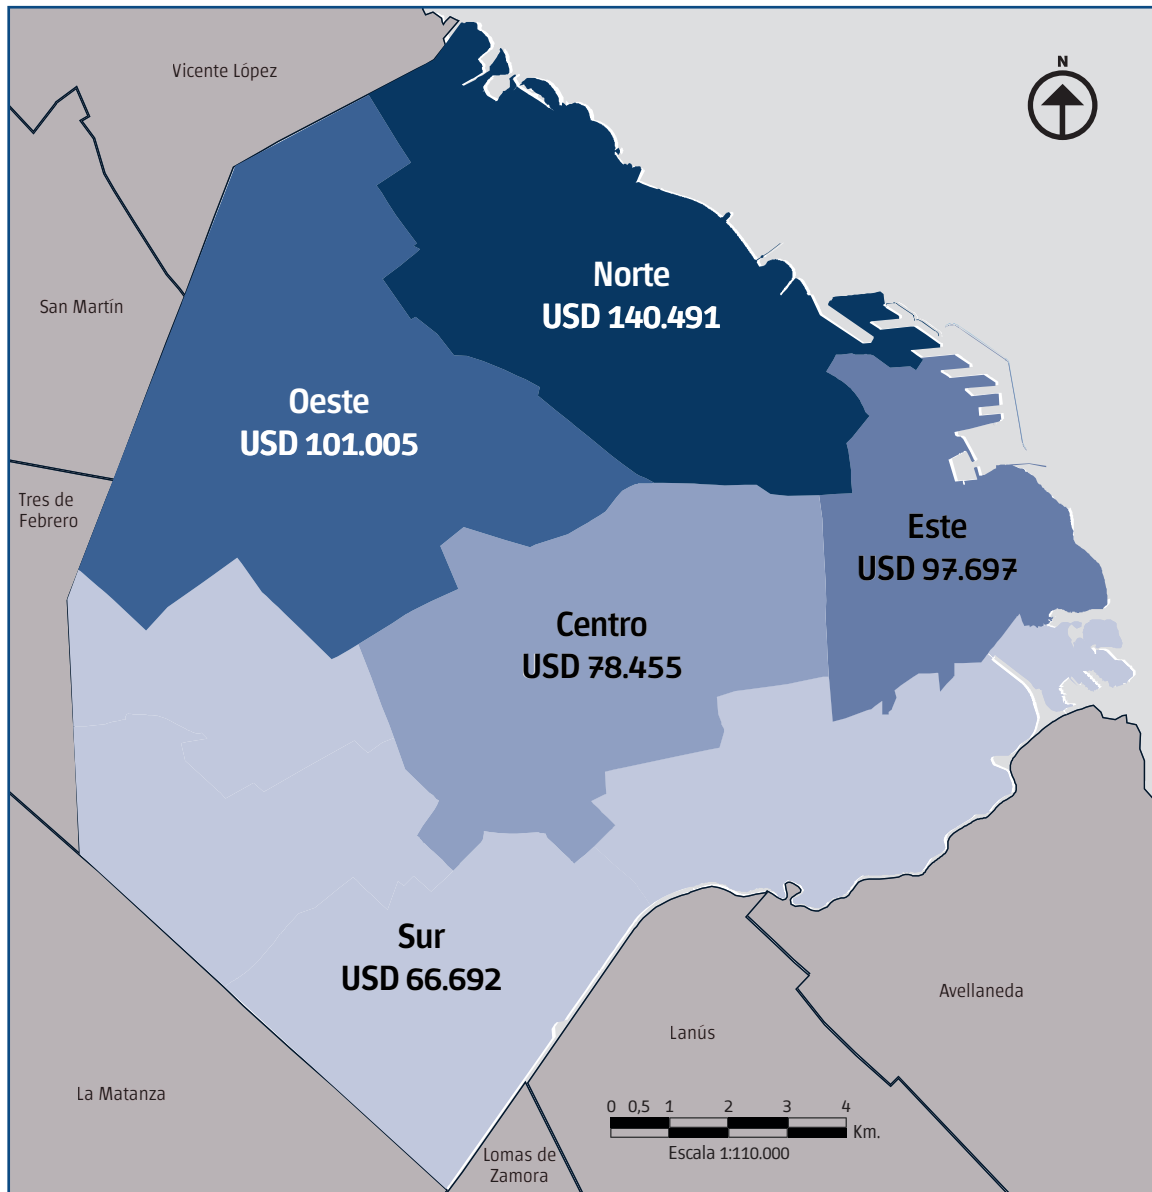 Vicente López
N
Norte
USD 140.491
San Martín
Oeste
USD 101.005
Tres de
Febrero
Este
USD 97.697
Centro
USD 78.455
Sur
USD 66.692
Avellaneda
Lanús
La Matanza
0 0,5 1 2 3 4
Km.
Escala 1:110.000
Lomas de
Zamora